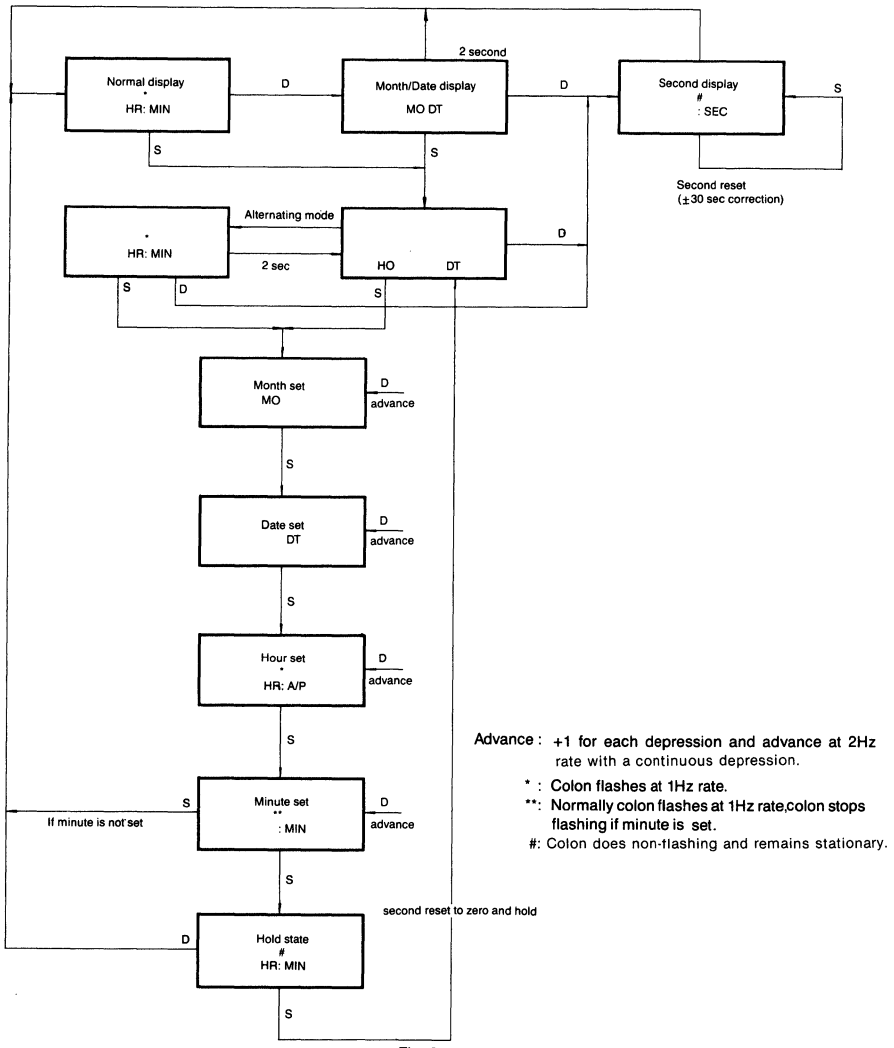 2 second
Normal display
*
HR: MIN
D
Month/Date display
MO DT
D
Second display
#
: SEC
S
S
S
Second reset
(±30 sec correction)
*
HR: MIN
Alternating mode
2 sec
HO DT
D
S
D
S
Month set
MO
D
advance
S
Date set
DT
D
advance
S
Hour set
*
HR: A/P
D
advance
S
Minute set
**
: MIN
S
If minute is not set
D
advance
S
second reset to zero and hold
Hold state
#
HR: MIN
D
S
Advance : +1 for each depression and advance at 2Hz
rate with a continuous depression.
* : Colon flashes at 1Hz rate.
**: Normally colon flashes at 1Hz rate,colon stops
flashing if minute is set.
#: Colon does non-flashing and remains stationary.